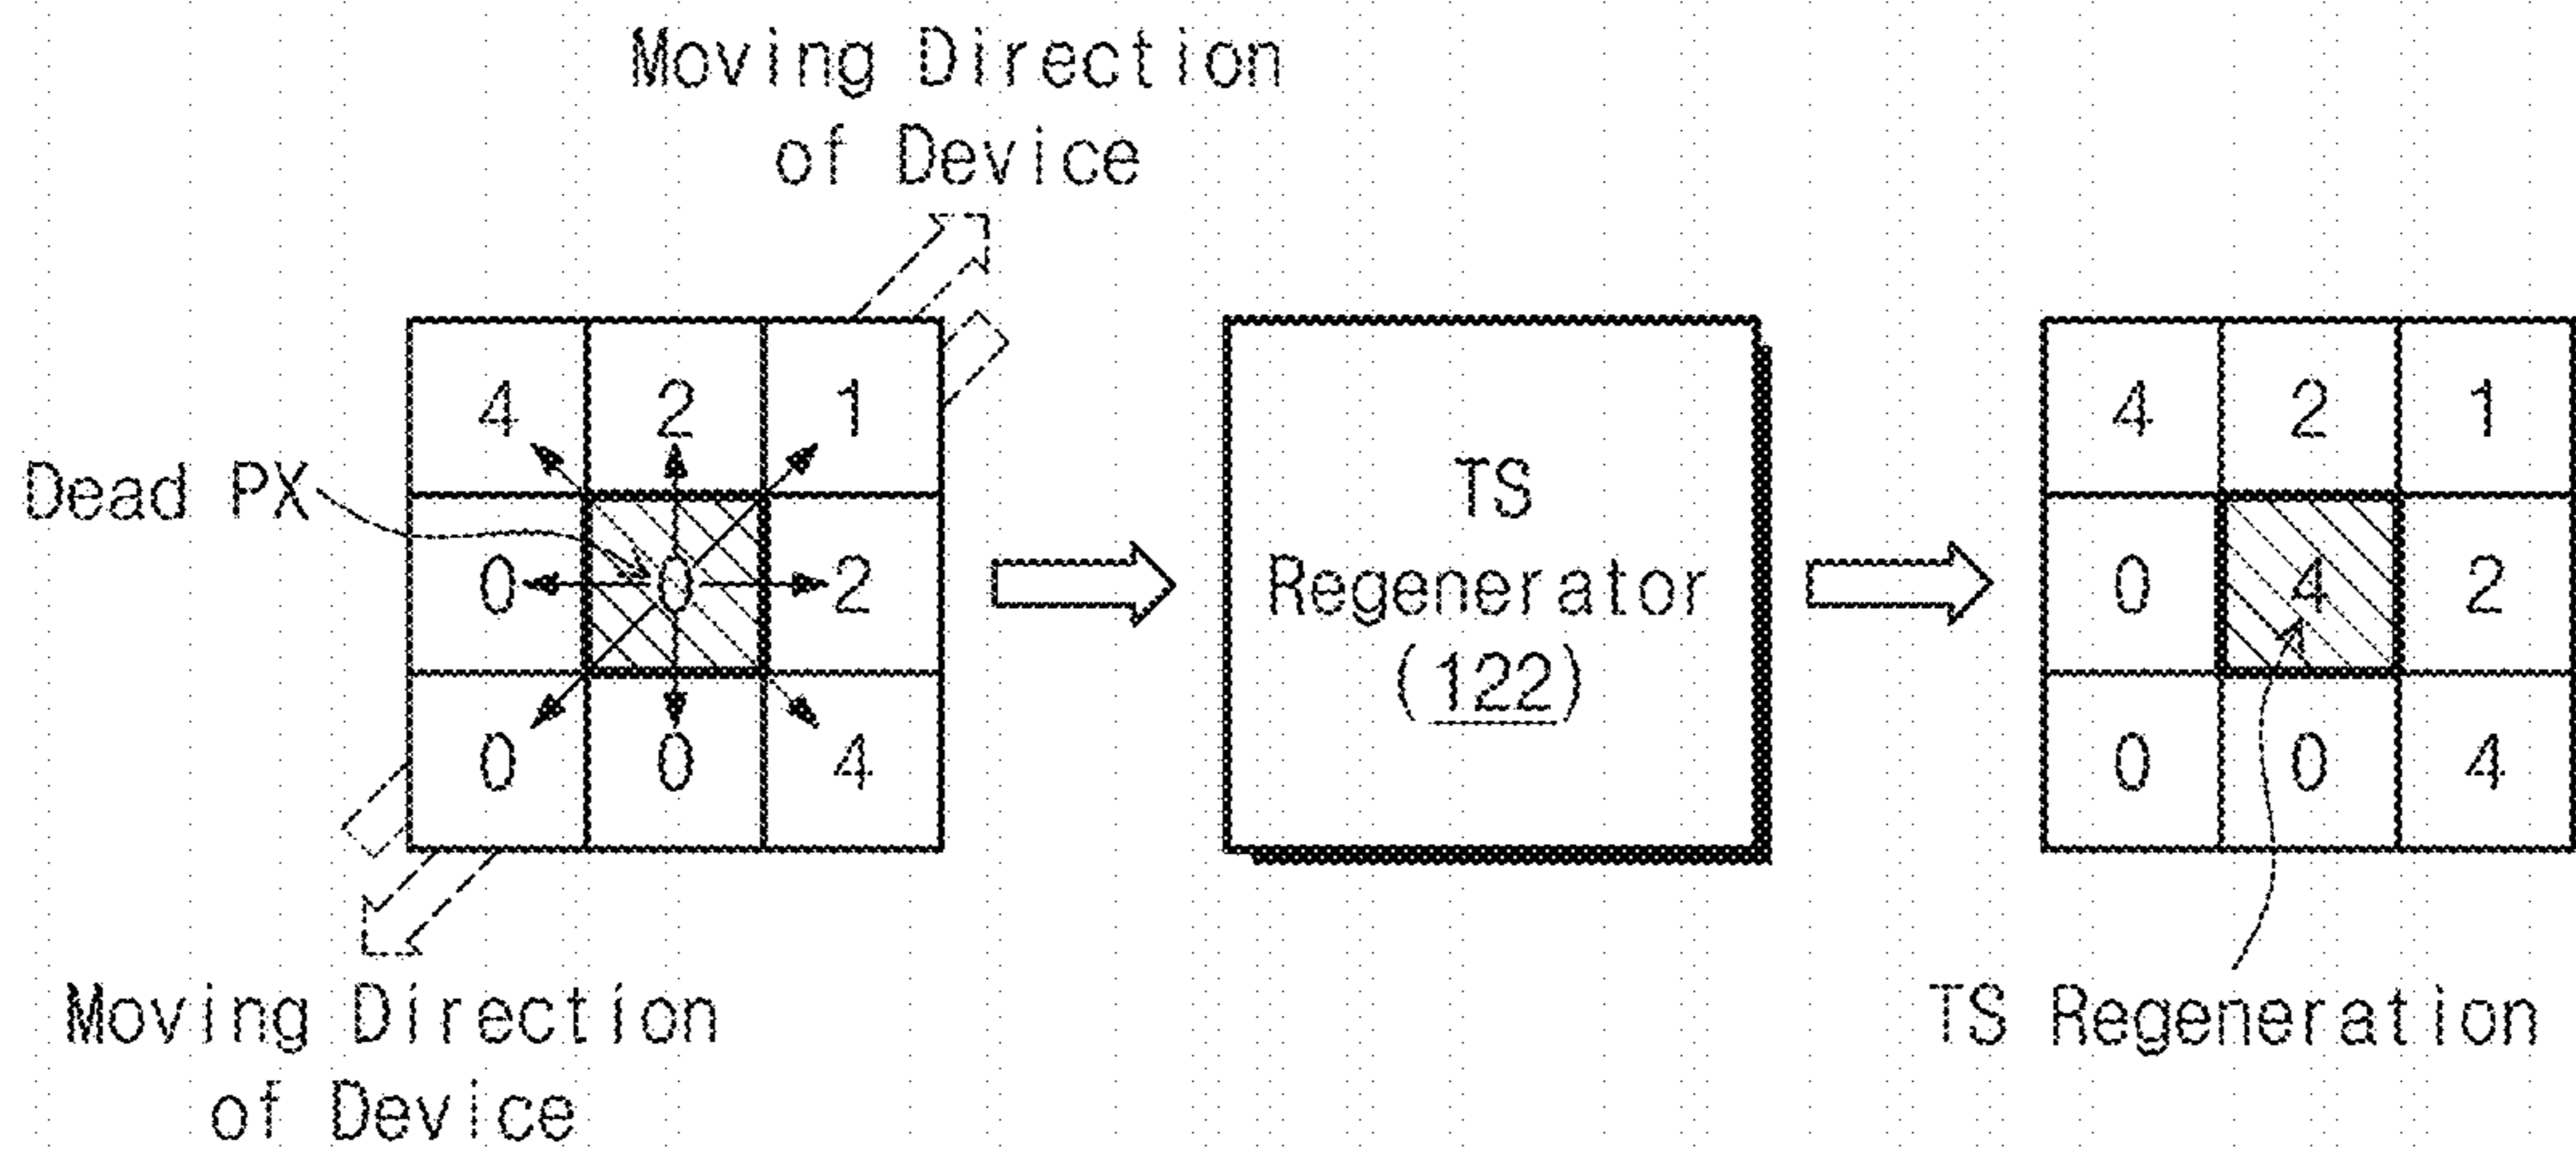 Moving Direction
of Device
4 2 1
Dead PX
0 0 2
0 0 4
TS
Regenerator
(122)
4 2 1
0 4 2
0 0 4
Moving Direction
of Device
TS Regeneration